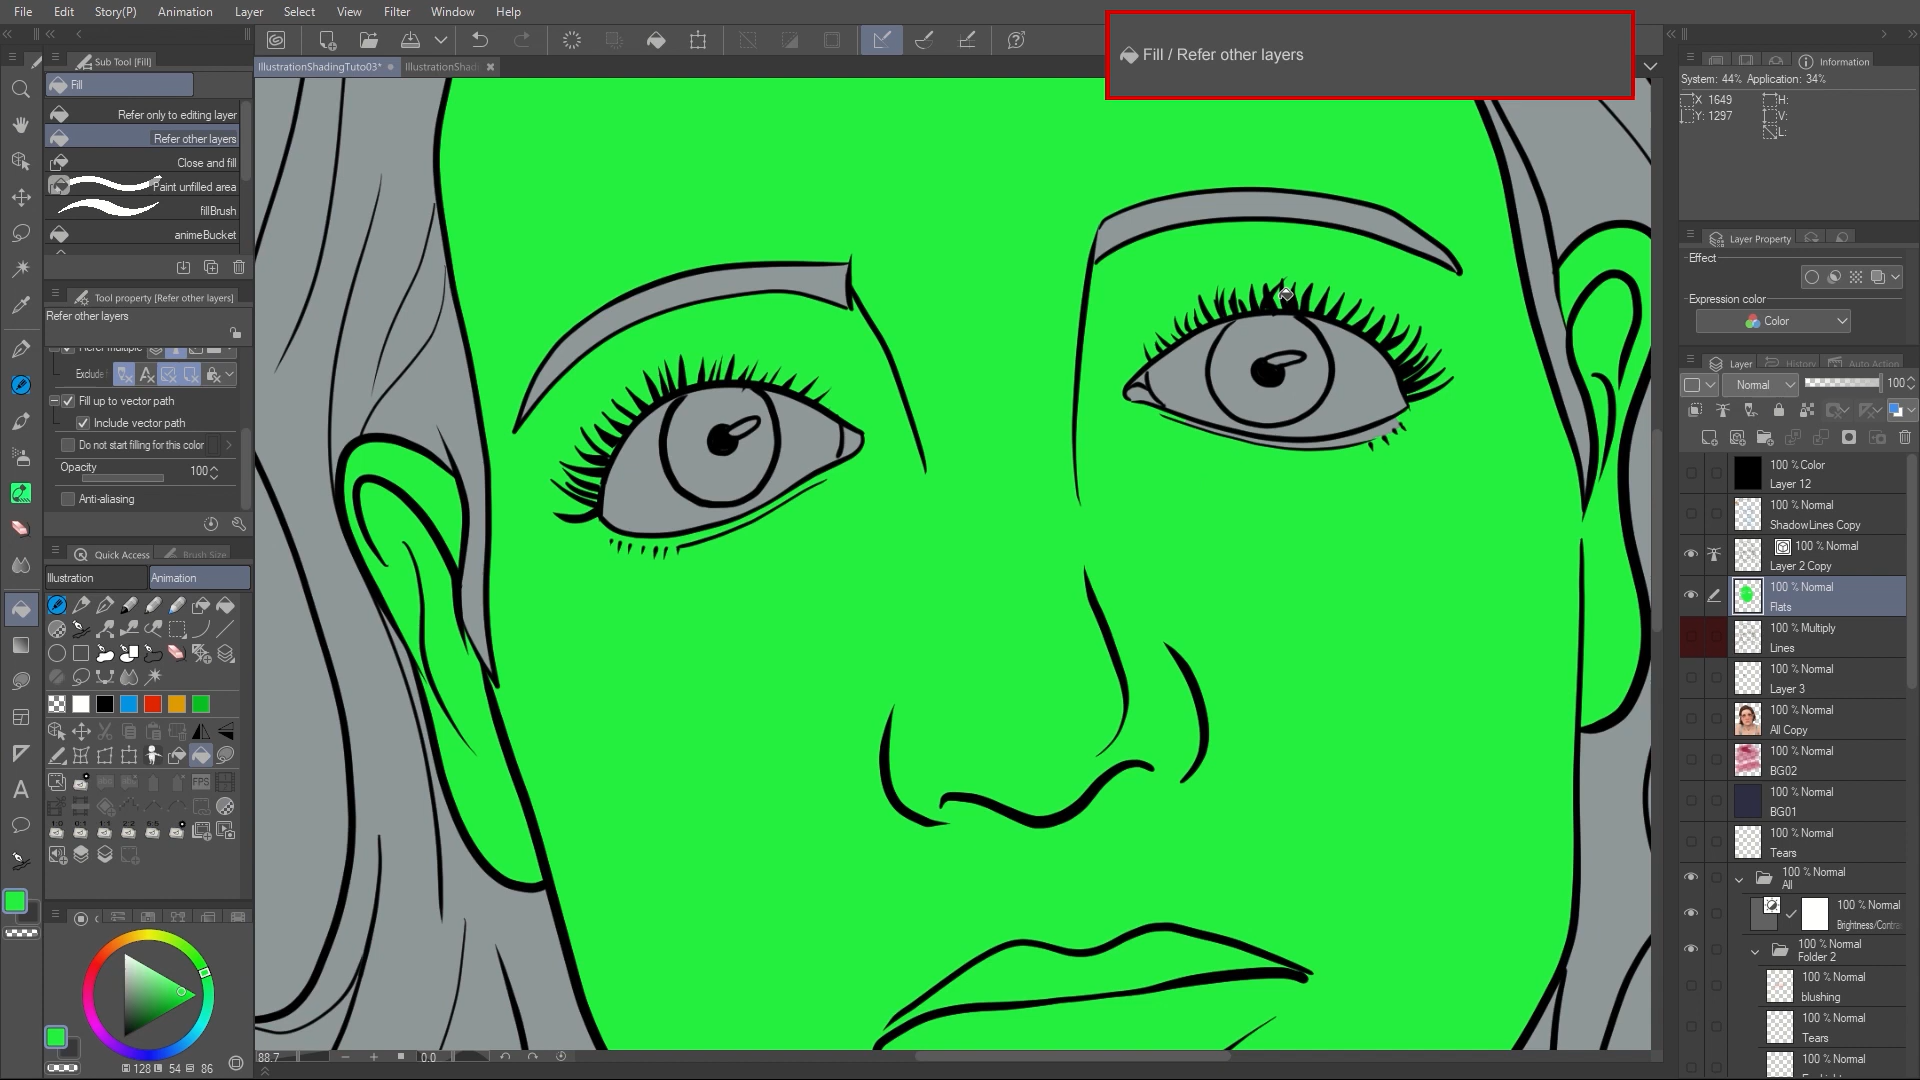 File Edit Story(P) Animation Layer Select View Filter Window Help
Fill / Refer other layers
IllustrationShadingTuto03*
Sub Tool [Fill]
Fill
Refer only to editing layer
Refer other layers
Close and fill
Paint unfilled area
fillBrush
animeBucket
Tool property [Refer other layers]
Refer other layers
Fill up to vector path
Include vector path
Do not start filling for this color
Opacity 100
Anti-aliasing
Quick Access Brush Size
Illustration Animation
FPS
128 54 86
88.7 0.0
Information
System: 44% Application: 34%
X 1649 H:
Y: 1297 V:
L:
Layer Property
Effect
Expression color
Color
Layer History Auto Action
Normal 100
100 % Color
Layer 12
100 % Normal
ShadowLines Copy
100 % Normal
Layer 2 Copy
100 % Normal
Flats
100 % Multiply
Lines
100 % Normal
Layer 3
100 % Normal
All Copy
100 % Normal
BG02
100 % Normal
BG01
100 % Normal
Tears
100 % Normal
All
100 % Normal
100 % Normal
Folder 2
100 % Normal
blushing
100 % Normal
Tears
100 % Normal